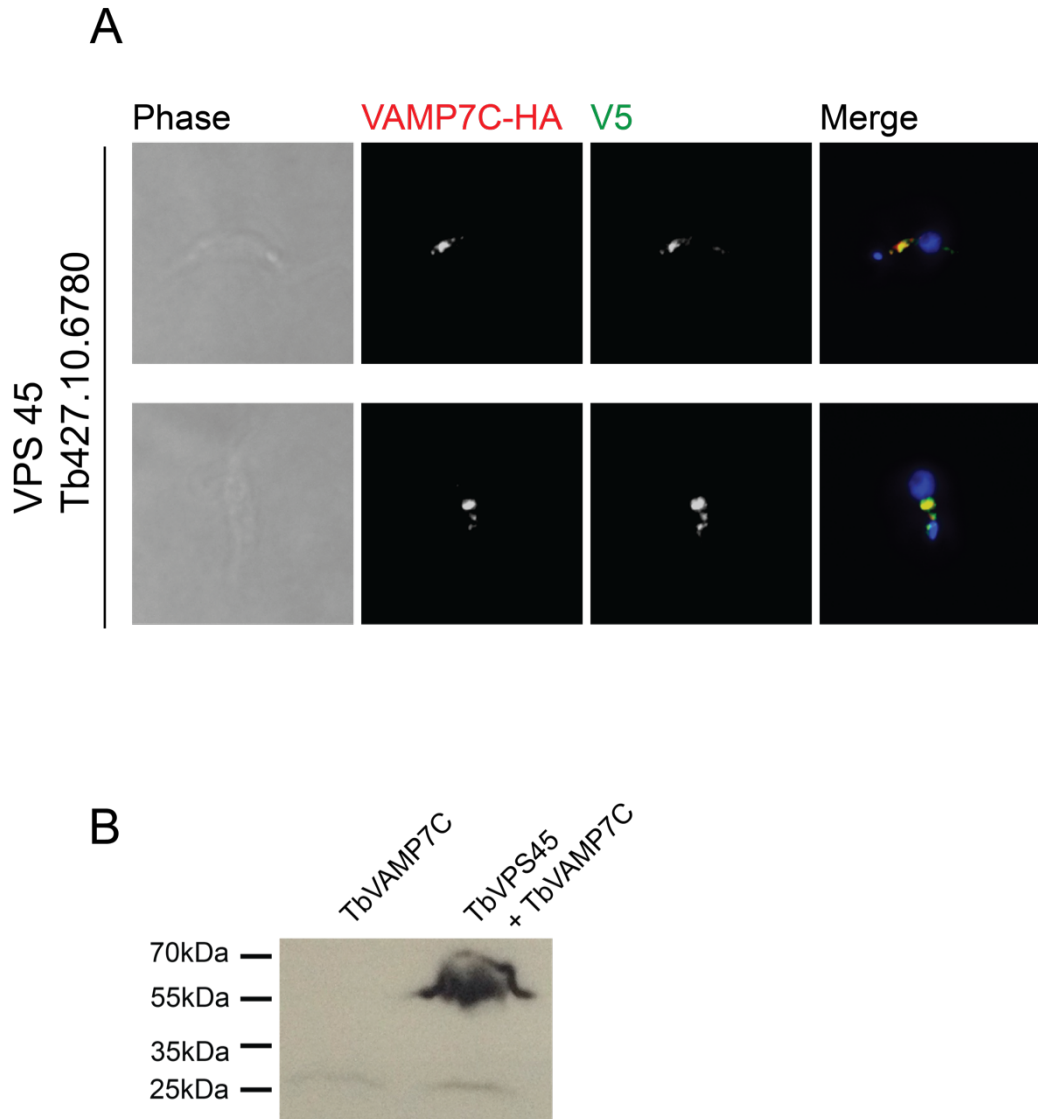 A
Phase VAMP7C-HA V5 Merge
VPS 45
Tb427.10.6780
B
TbVAMP7C
TbVPS45
+ TbVAMP7C
70kDa
55kDa
35kDa
25kDa